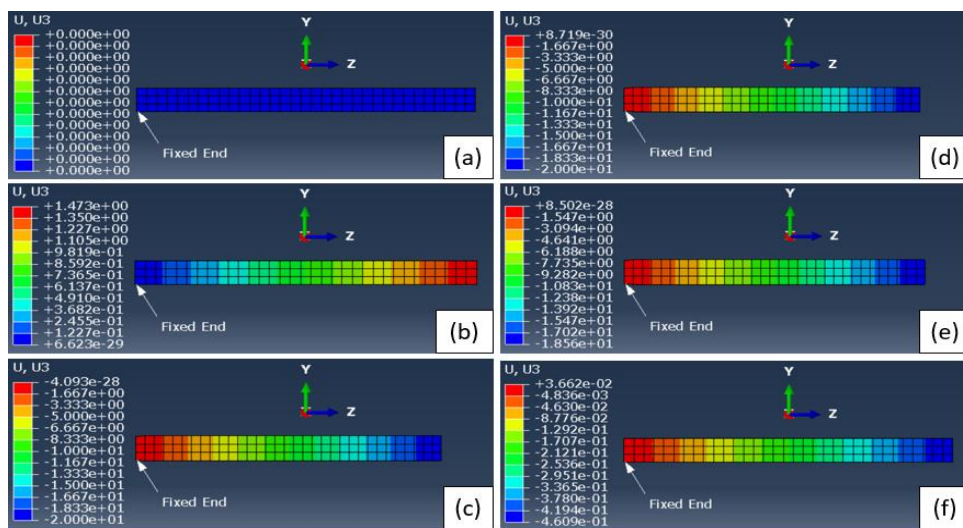 U, U3
+0.000e+00
+0.000e+00
+0.000e+00
+0.000e+00
+0.000e+00
+0.000e+00
+0.000e+00
+0.000e+00
+0.000e+00
+0.000e+00
+0.000e+00
+0.000e+00
+0.000e+00
Y
Z
Fixed End
(a)
U, U3
+1.473e+00
+1.350e+00
+1.227e+00
+1.105e+00
+9.819e-01
+8.592e-01
+7.365e-01
+6.137e-01
+4.910e-01
+3.682e-01
+2.455e-01
+1.227e-01
+6.623e-29
Y
Z
Fixed End
(b)
U, U3
-4.093e-28
-1.667e+00
-3.333e+00
-5.000e+00
-6.667e+00
-8.333e+00
-1.000e+01
-1.167e+01
-1.333e+01
-1.500e+01
-1.667e+01
-1.833e+01
-2.000e+01
Y
Z
Fixed End
(c)
U, U3
+8.719e-30
-1.667e+00
-3.333e+00
-5.000e+00
-6.667e+00
-8.333e+00
-1.000e+01
-1.167e+01
-1.333e+01
-1.500e+01
-1.667e+01
-1.833e+01
-2.000e+01
Y
Z
Fixed End
(d)
U, U3
+8.502e-28
-1.547e+00
-3.094e+00
-4.641e+00
-6.188e+00
-7.735e+00
-9.282e+00
-1.083e+01
-1.238e+01
-1.392e+01
-1.547e+01
-1.702e+01
-1.856e+01
Y
Z
Fixed End
(e)
U, U3
+3.662e-02
-4.836e-03
-4.630e-02
-8.776e-02
-1.292e-01
-1.707e-01
-2.121e-01
-2.536e-01
-2.951e-01
-3.365e-01
-3.780e-01
-4.194e-01
-4.609e-01
Y
Z
Fixed End
(f)